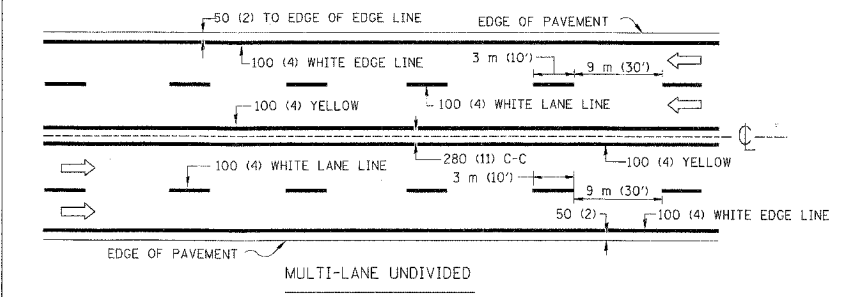 50 (2) TO EDGE OF EDGE LINE
EDGE OF PAVEMENT
100 (4) WHITE EDGE LINE
3 m (10')
9 m (30')
100 (4) YELLOW
100 (4) WHITE LANE LINE
℄
100 (4) WHITE LANE LINE
280 (11) C-C
100 (4) YELLOW
3 m (10')
9 m (30')
50 (2)
100 (4) WHITE EDGE LINE
EDGE OF PAVEMENT
MULTI-LANE UNDIVIDED